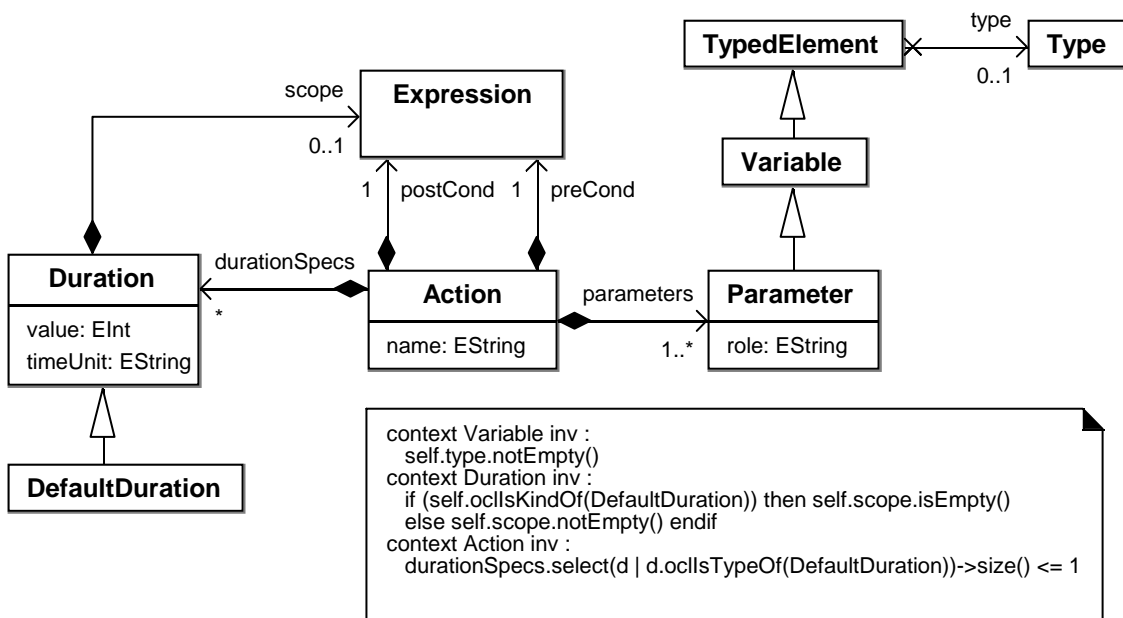 type
TypedElement
Type
0..1
scope
Expression
0..1
Variable
1
postCond
1
preCond
Duration
durationSpecs
Action
parameters
Parameter
value: EInt
timeUnit: EString
*
name: EString
1..*
role: EString
DefaultDuration
context Variable inv :
self.type.notEmpty()
context Duration inv :
if (self.oclIsKindOf(DefaultDuration)) then self.scope.isEmpty()
else self.scope.notEmpty() endif
context Action inv :
durationSpecs.select(d | d.oclIsTypeOf(DefaultDuration))->size() <= 1